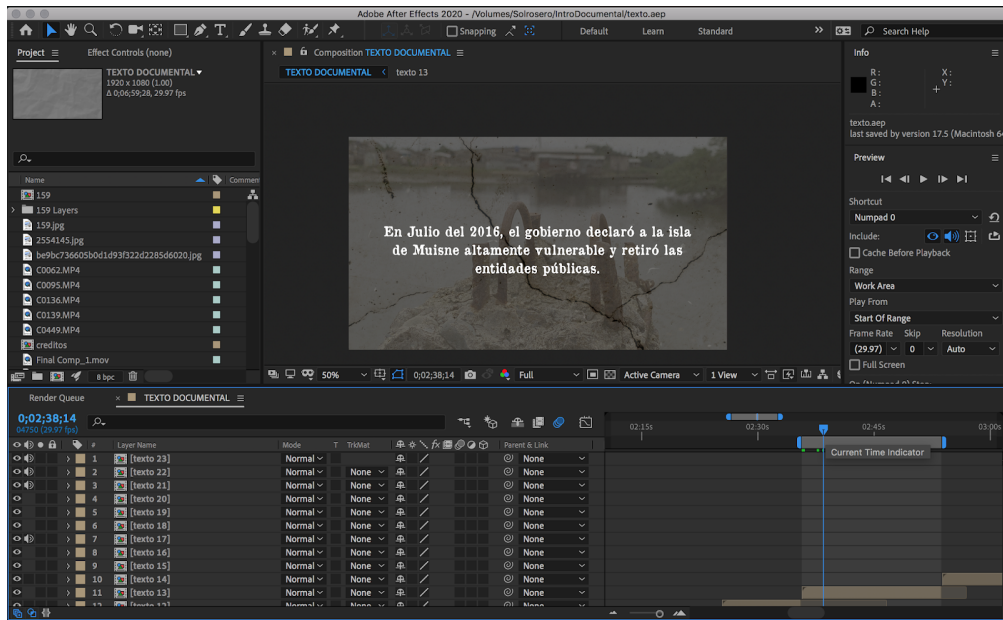 Adobe After Effects 2020 - /Volumes/Solrosero/IntroDocumental/texto.aep
Snapping
Default
Learn
Standard
Search Help
Project
Effect Controls (none)
TEXTO DOCUMENTAL
1920 x 1080 (1.00)
Δ 0;06;59;28, 29.97 fps
Name
Comment
159
159 Layers
159.jpg
2554145.jpg
be9bc736605b0d1d93f322d2285d6020.jpg
C0062.MP4
C0095.MP4
C0136.MP4
C0139.MP4
C0449.MP4
creditos
Final Comp_1.mov
8 bpc
Composition TEXTO DOCUMENTAL
TEXTO DOCUMENTAL
texto 13
En Julio del 2016, el gobierno declaró a la isla
de Muisne altamente vulnerable y retiró las
entidades públicas.
50%
0;02;38;14
Full
Active Camera
1 View
Info
R :
G :
B :
A :
X :
Y :
texto.aep
last saved by version 17.5 (Macintosh 64
Preview
Shortcut
Numpad 0
Include:
Cache Before Playback
Range
Work Area
Play From
Start Of Range
Frame Rate Skip Resolution
(29.97) 0 Auto
Full Screen
Render Queue
TEXTO DOCUMENTAL
0;02;38;14
04750 (29.97 fps)
# Layer Name Mode T TrkMat Parent & Link
1 [texto 23] Normal None
2 [texto 22] Normal None None
3 [texto 21] Normal None None
4 [texto 20] Normal None None
5 [texto 19] Normal None None
6 [texto 18] Normal None None
7 [texto 17] Normal None None
8 [texto 16] Normal None None
9 [texto 15] Normal None None
10 [texto 14] Normal None None
11 [texto 13] Normal None None
12 [texto 12] Normal None None
02:15s
02:30s
02:45s
03:00s
Current Time Indicator